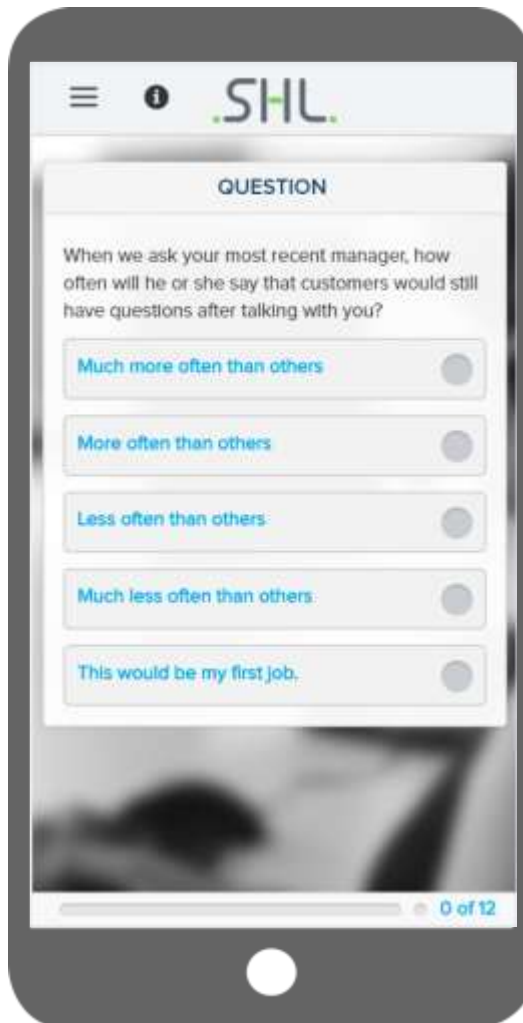 .SHL.
QUESTION
When we ask your most recent manager, how
often will he or she say that customers would still
have questions after talking with you?
Much more often than others
More often than others
Less often than others
Much less often than others
This would be my first job.
0 of 12